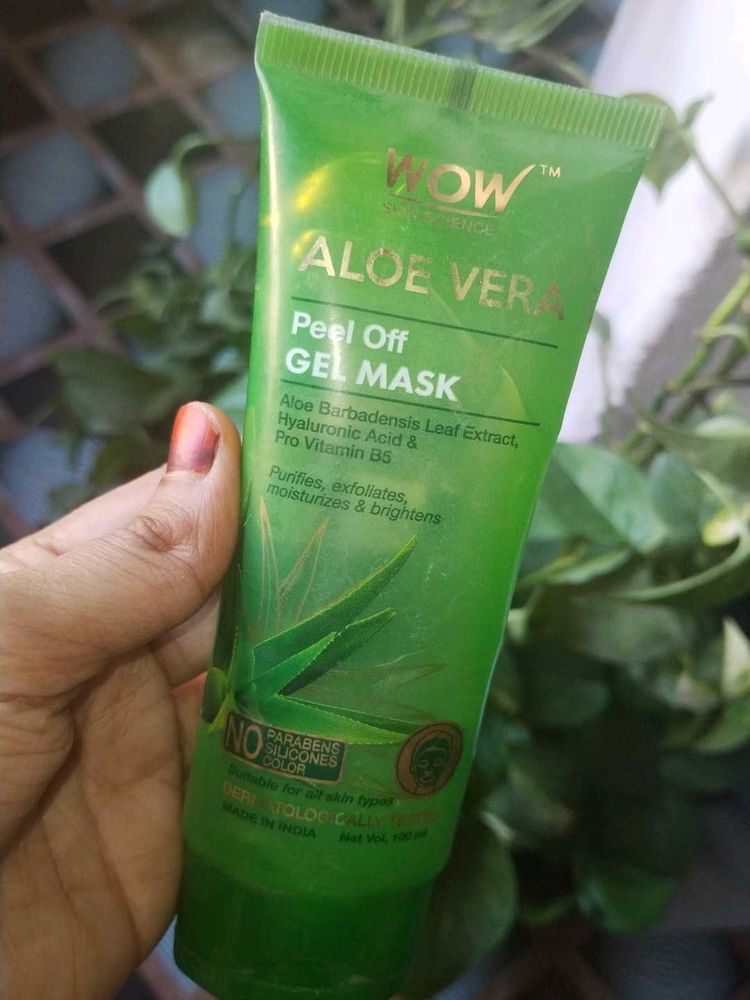 WOW™
SKIN SCIENCE
ALOE VERA
Peel Off
GEL MASK
Aloe Barbadensis Leaf Extract,
Hyaluronic Acid &
Pro Vitamin B5
Purifies, exfoliates,
moisturizes & brightens
NO PARABENS
SILICONES
COLOR
Suitable for all skin types
DERMATOLOGICALLY TESTED
MADE IN INDIA Net Vol. 100 ml